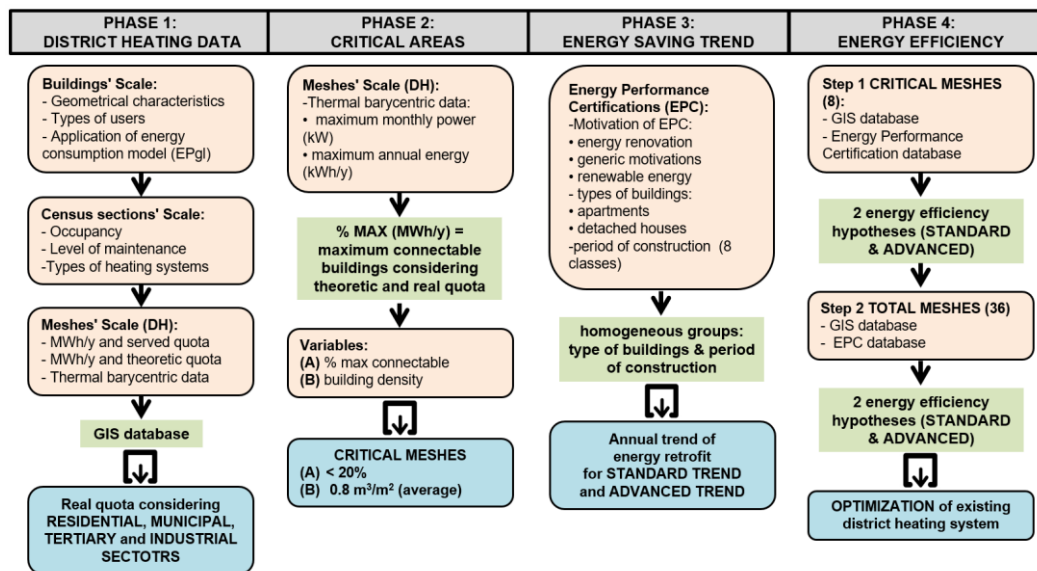 PHASE 1:
DISTRICT HEATING DATA
Buildings' Scale:
- Geometrical characteristics
- Types of users
- Application of energy
consumption model (EPgl)
Census sections' Scale:
- Occupancy
- Level of maintenance
-Types of heating systems
Meshes' Scale (DH):
- MWh/y and served quota
- MWh/y and theoretic quota
- Thermal barycentric data
GIS database
Real quota considering
RESIDENTIAL, MUNICIPAL,
TERTIARY and INDUSTRIAL
SECTOTRS
PHASE 2:
CRITICAL AREAS
Meshes' Scale (DH):
-Thermal barycentric data:
• maximum monthly power
(kW)
• maximum annual energy
(kWh/y)
% MAX (MWh/y) =
maximum connectable
buildings considering
theoretic and real quota
Variables:
(A) % max connectable
(B) building density
CRITICAL MESHES
(A) < 20%
(B) 0.8 m³/m² (average)
PHASE 3:
ENERGY SAVING TREND
Energy Performance
Certifications (EPC):
-Motivation of EPC:
• energy renovation
• generic motivations
• renewable energy
- types of buildings:
• apartments
• detached houses
-period of construction (8
classes)
homogeneous groups:
type of buildings & period
of construction
Annual trend of
energy retrofit
for STANDARD TREND
and ADVANCED TREND
PHASE 4:
ENERGY EFFICIENCY
Step 1 CRITICAL MESHES
(8):
- GIS database
- Energy Performance
Certification database
2 energy efficiency
hypotheses (STANDARD
& ADVANCED)
Step 2 TOTAL MESHES (36)
- GIS database
- EPC database
2 energy efficiency
hypotheses (STANDARD
& ADVANCED)
OPTIMIZATION of existing
district heating system